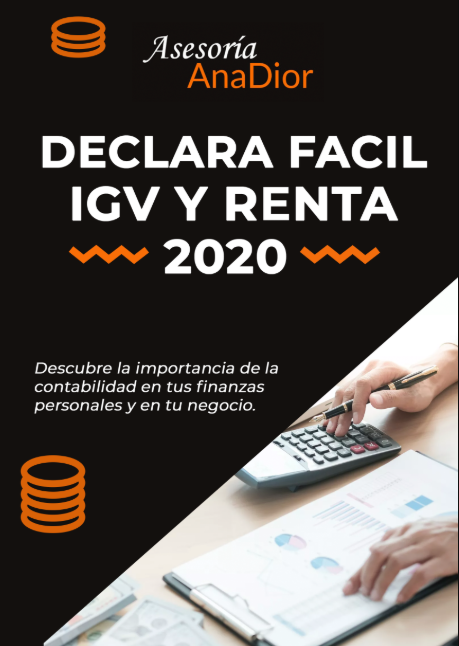 Asesoría
AnaDior
DECLARA FACIL
IGV Y RENTA
2020
Descubre la importancia de la
contabilidad en tus finanzas
personales y en tu negocio.